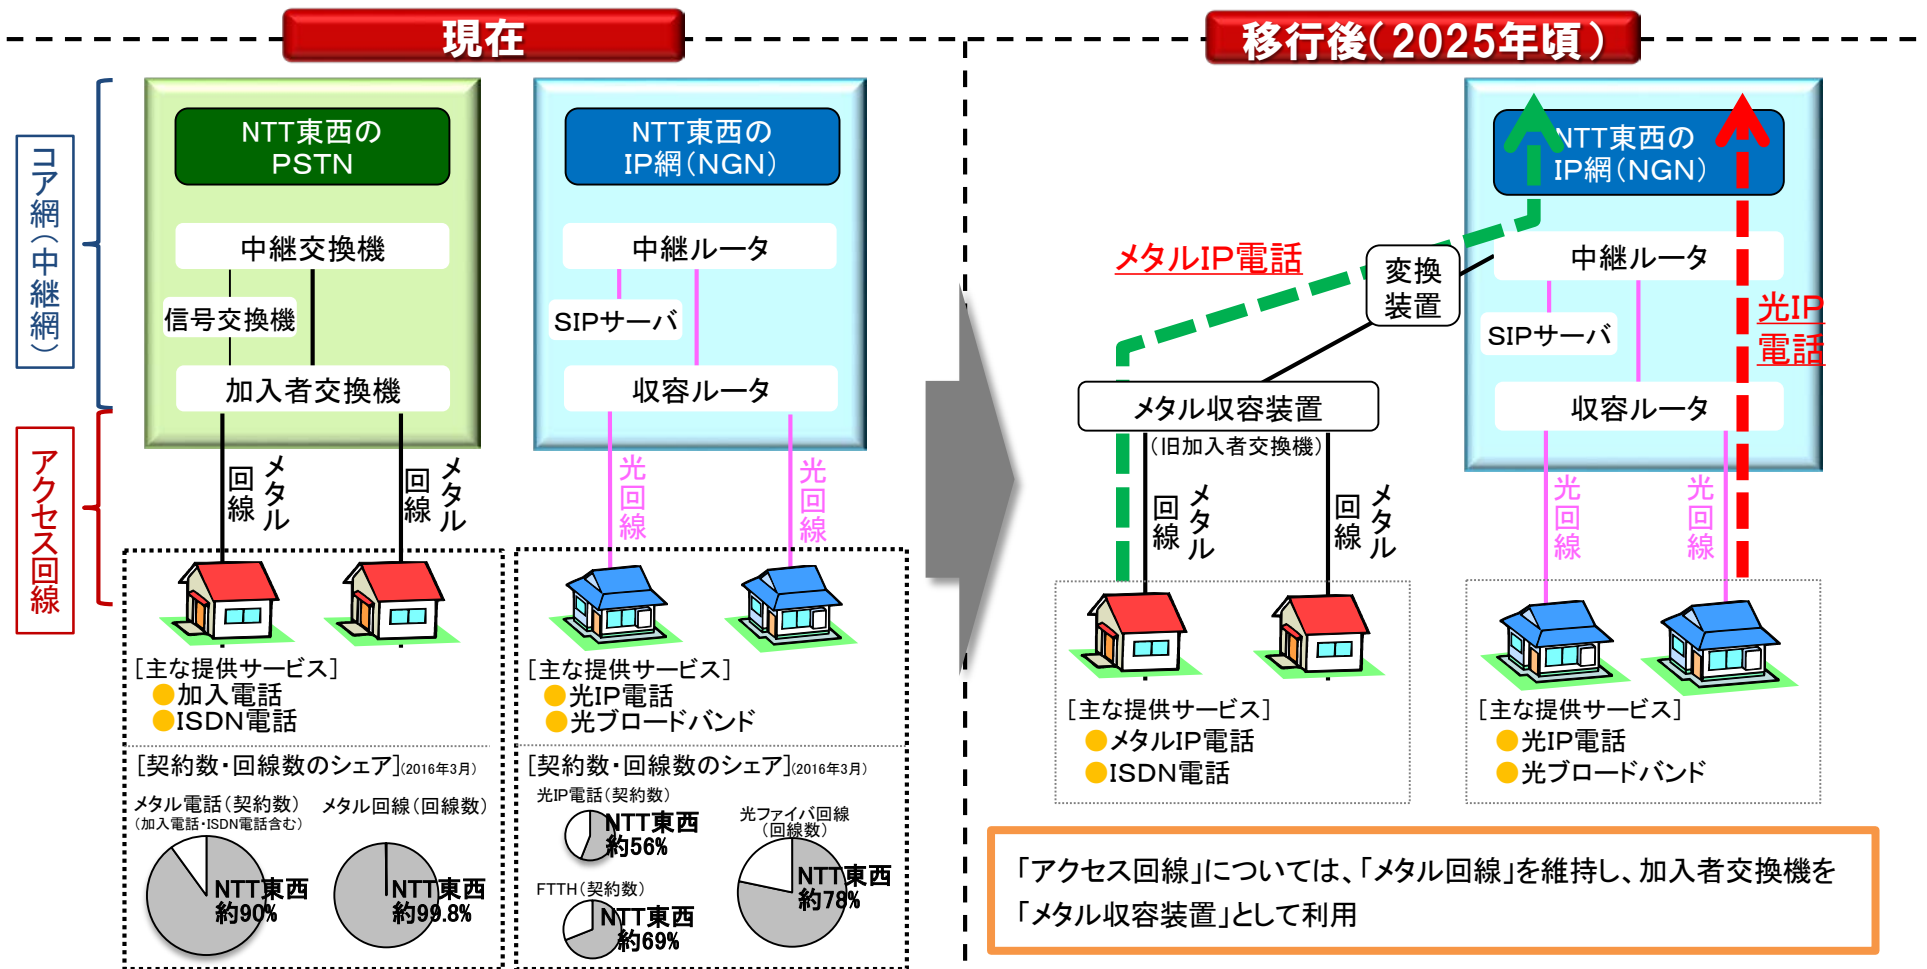 現在
移行後(2025年頃)
コア網(中継網)
アクセス回線
NTT東西の
PSTN
中継交換機
信号交換機
加入者交換機
メタル
回線
メタル
回線
NTT東西の
IP網(NGN)
中継ルータ
SIPサーバ
収容ルータ
光回線
光回線
[主な提供サービス]
●加入電話
●ISDN電話
[契約数・回線数のシェア](2016年3月)
メタル電話(契約数)
(加入電話・ISDN電話含む)
NTT東西
約90%
メタル回線(回線数)
NTT東西
約99.8%
[主な提供サービス]
●光IP電話
●光ブロードバンド
[契約数・回線数のシェア](2016年3月)
光IP電話(契約数)
NTT東西
約56%
FTTH(契約数)
NTT東西
約69%
光ファイバ回線
(回線数)
NTT東西
約78%
メタルIP電話
変換
装置
メタル収容装置
(旧加入者交換機)
メタル
回線
メタル
回線
NTT東西の
IP網(NGN)
中継ルータ
SIPサーバ
収容ルータ
光IP
電話
光回線
光回線
[主な提供サービス]
●メタルIP電話
●ISDN電話
[主な提供サービス]
●光IP電話
●光ブロードバンド
「アクセス回線」については、「メタル回線」を維持し、加入者交換機を
「メタル収容装置」として利用